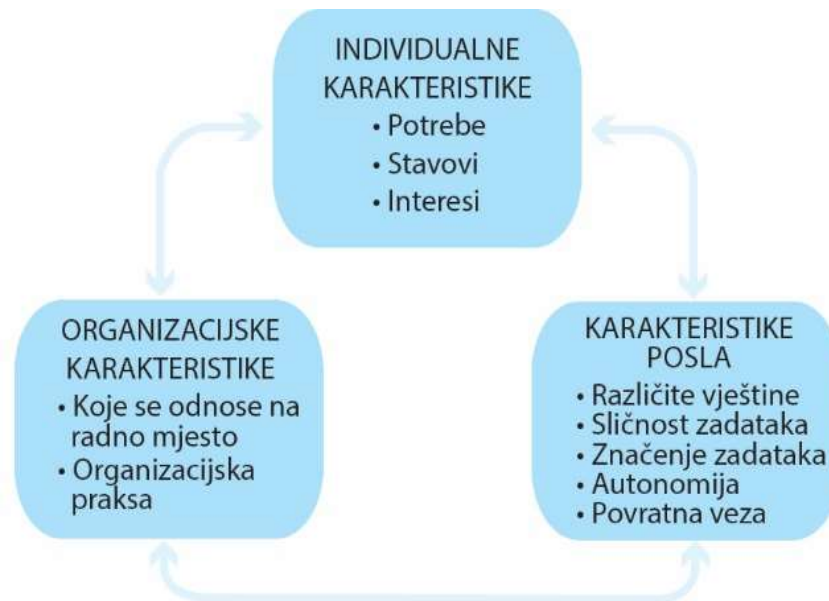 INDIVIDUALNE
KARAKTERISTIKE
• Potrebe
• Stavovi
• Interesi
ORGANIZACIJSKE
KARAKTERISTIKE
• Koje se odnose na
radno mjesto
• Organizacijska
praksa
KARAKTERISTIKE
POSLA
• Različite vještine
• Sličnost zadataka
• Značenje zadataka
• Autonomija
• Povratna veza